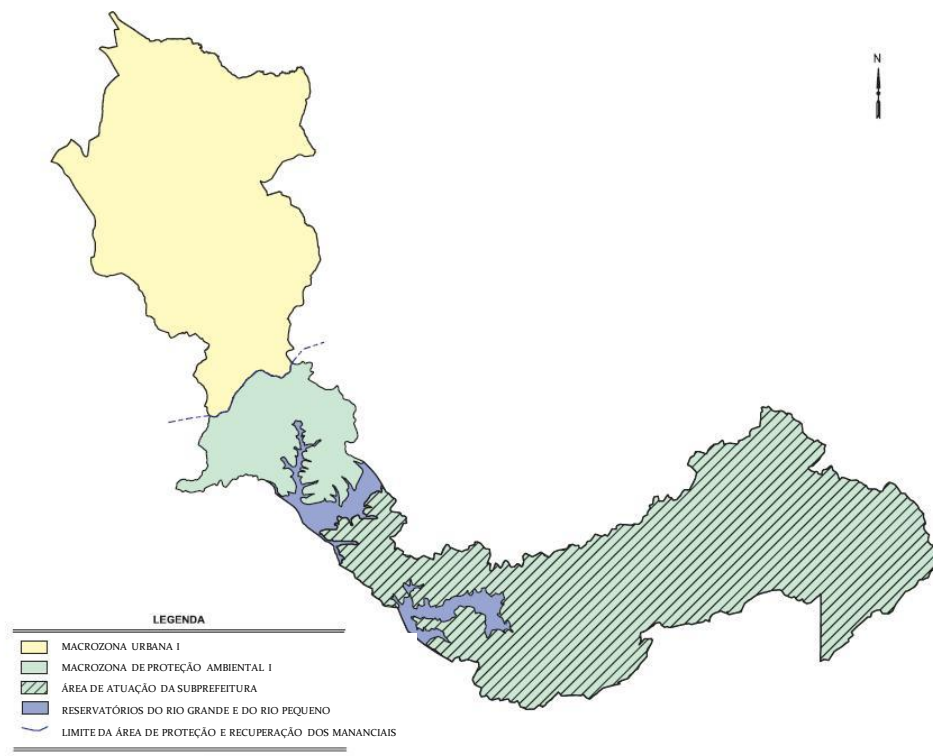 N
LEGENDA
MACROZONA URBANA I
MACROZONA DE PROTEÇÃO AMBIENTAL I
ÁREA DE ATUAÇÃO DA SUBPREFEITURA
RESERVATÓRIOS DO RIO GRANDE E DO RIO PEQUENO
LIMITE DA ÁREA DE PROTEÇÃO E RECUPERAÇÃO DOS MANANCIAIS